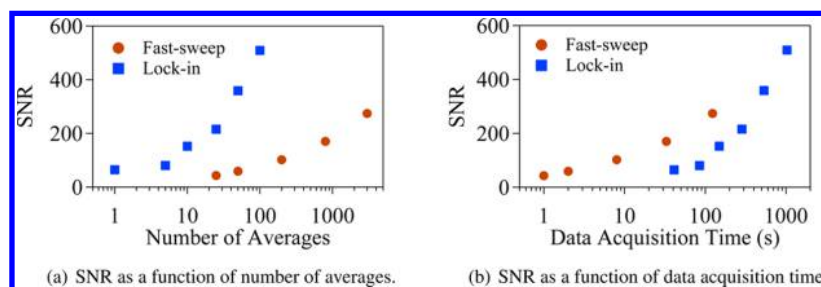 600
400
200
0
SNR
Fast-sweep
Lock-in
1
10
100
1000
Number of Averages
(a) SNR as a function of number of averages.
600
400
200
0
SNR
Fast-sweep
Lock-in
1
10
100
1000
Data Acquisition Time (s)
(b) SNR as a function of data acquisition time